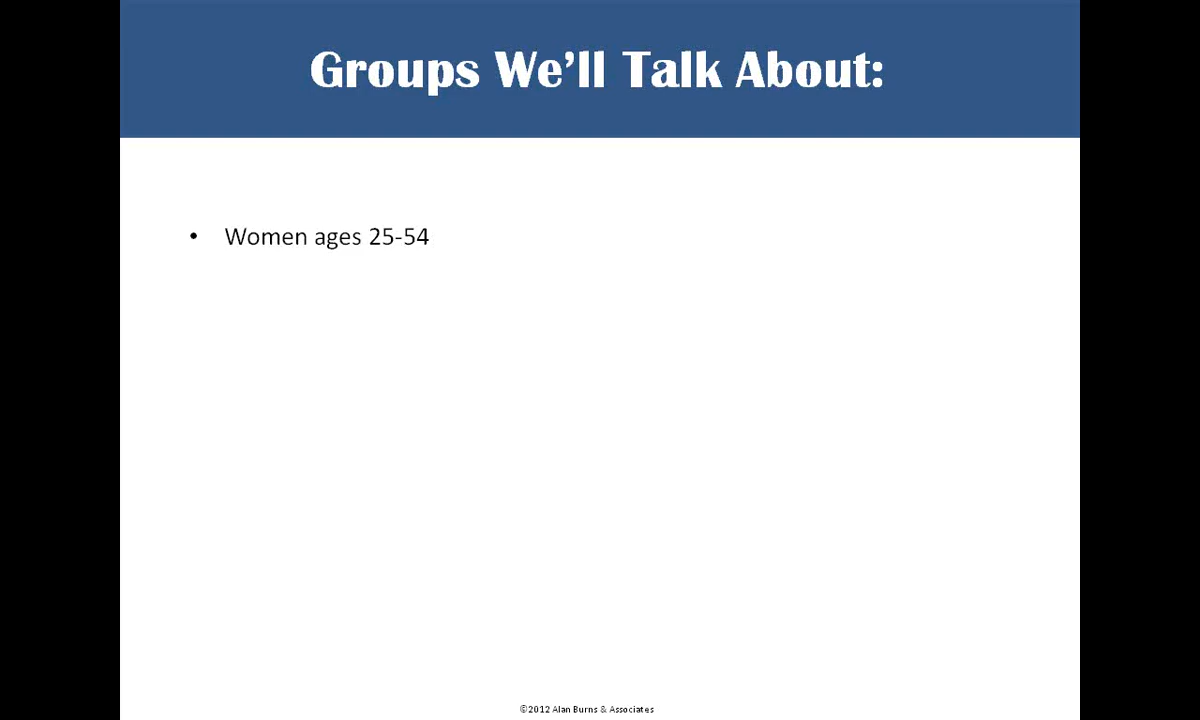 Groups We'll Talk About:
• Women ages 25-54
©2012 Alan Burns & Associates